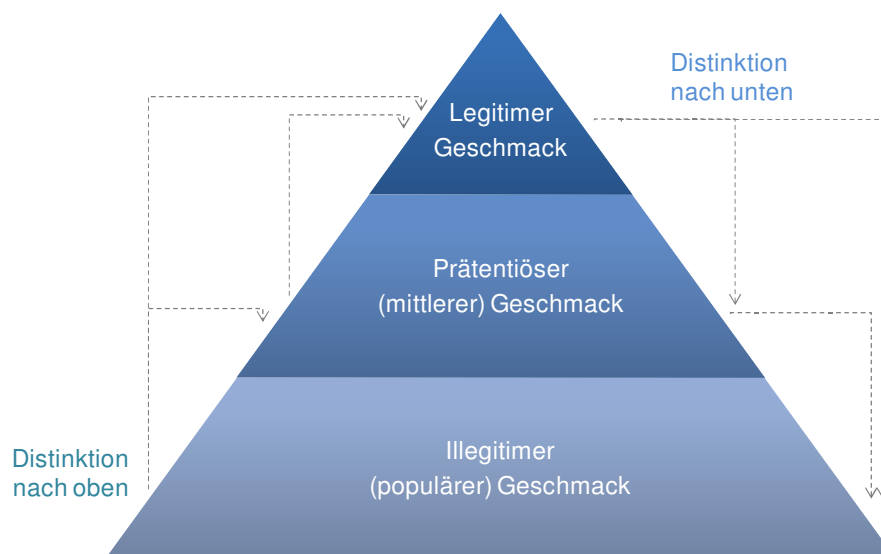 Distinktion
nach unten
Legitimer
Geschmack
Prätentiöser
(mittlerer) Geschmack
Distinktion
nach oben
Illegitimer
(populärer) Geschmack